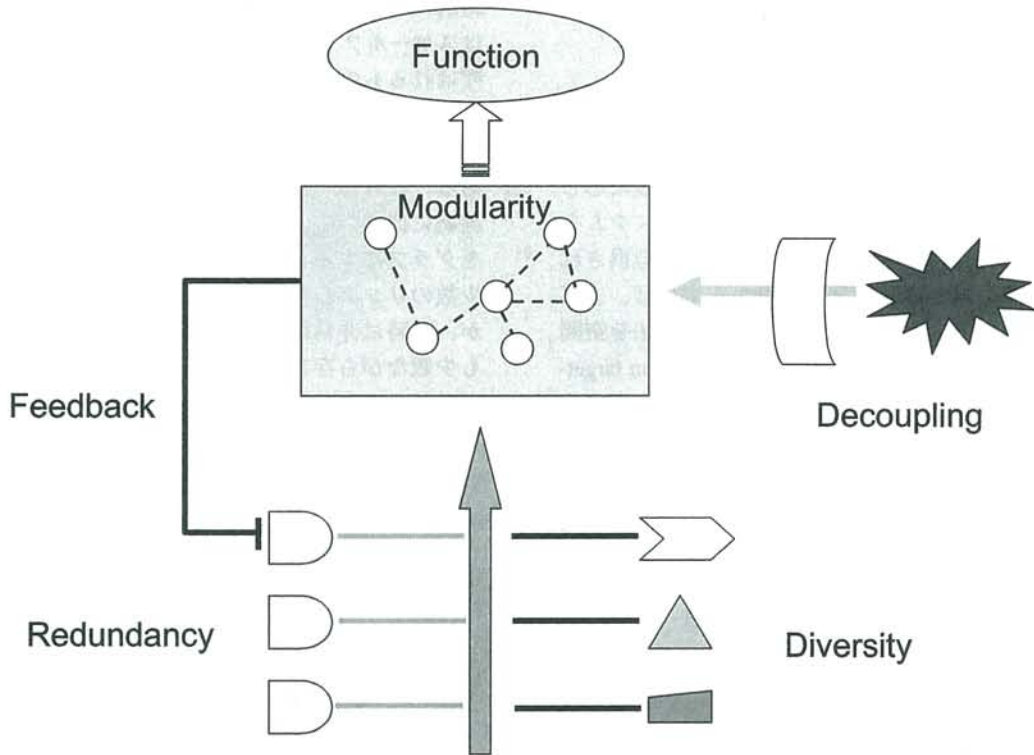 Function
Modularity
Feedback
Decoupling
Redundancy
Diversity